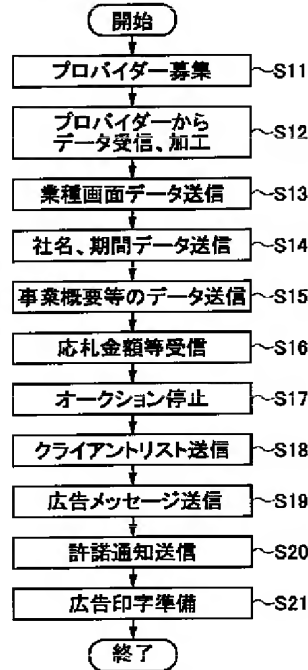 開始
プロバイダー募集 S11
プロバイダーから
データ受信、加工 S12
業種画面データ送信 S13
社名、期間データ送信 S14
事業概要等のデータ送信 S15
応札金額等受信 S16
オークション停止 S17
クライアントリスト送信 S18
広告メッセージ送信 S19
許諾通知送信 S20
広告印字準備 S21
終了